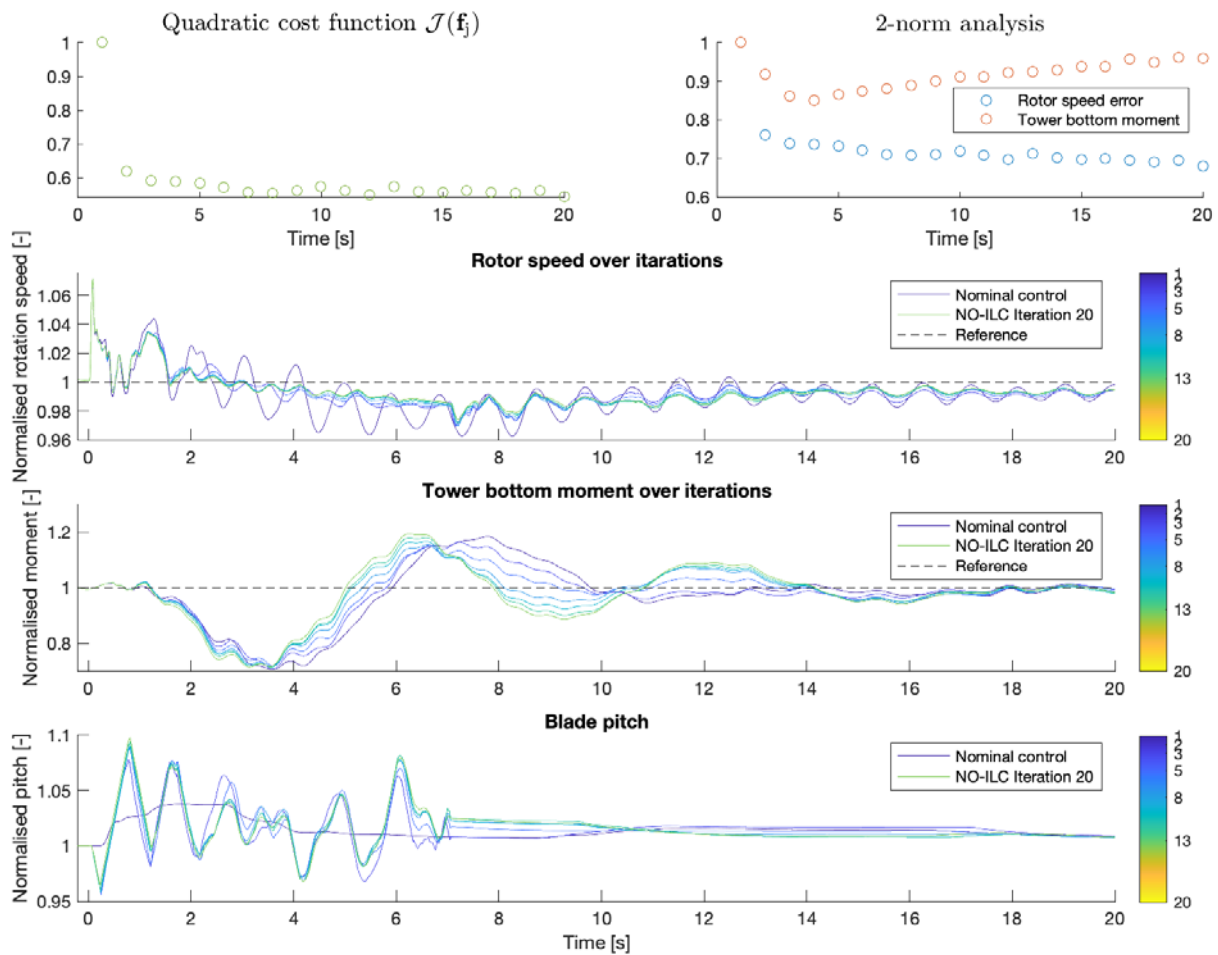 Quadratic cost function 𝒥(f_j)
1
0.9
0.8
0.7
0.6
0 5 10 15 20
Time [s]
2-norm analysis
1
0.9
0.8
0.7
0.6
Rotor speed error
Tower bottom moment
0 5 10 15 20
Time [s]
Rotor speed over itarations
Normalised rotation speed [-]
1.06
1.04
1.02
1
0.98
0.96
Nominal control
NO-ILC Iteration 20
Reference
0 2 4 6 8 10 12 14 16 18 20
1
2
3
5
8
13
20
Tower bottom moment over iterations
Normalised moment [-]
1.2
1
0.8
Nominal control
NO-ILC Iteration 20
Reference
0 2 4 6 8 10 12 14 16 18 20
1
2
3
5
8
13
20
Blade pitch
Normalised pitch [-]
1.1
1.05
1
0.95
Nominal control
NO-ILC Iteration 20
0 2 4 6 8 10 12 14 16 18 20
Time [s]
1
2
3
5
8
13
20